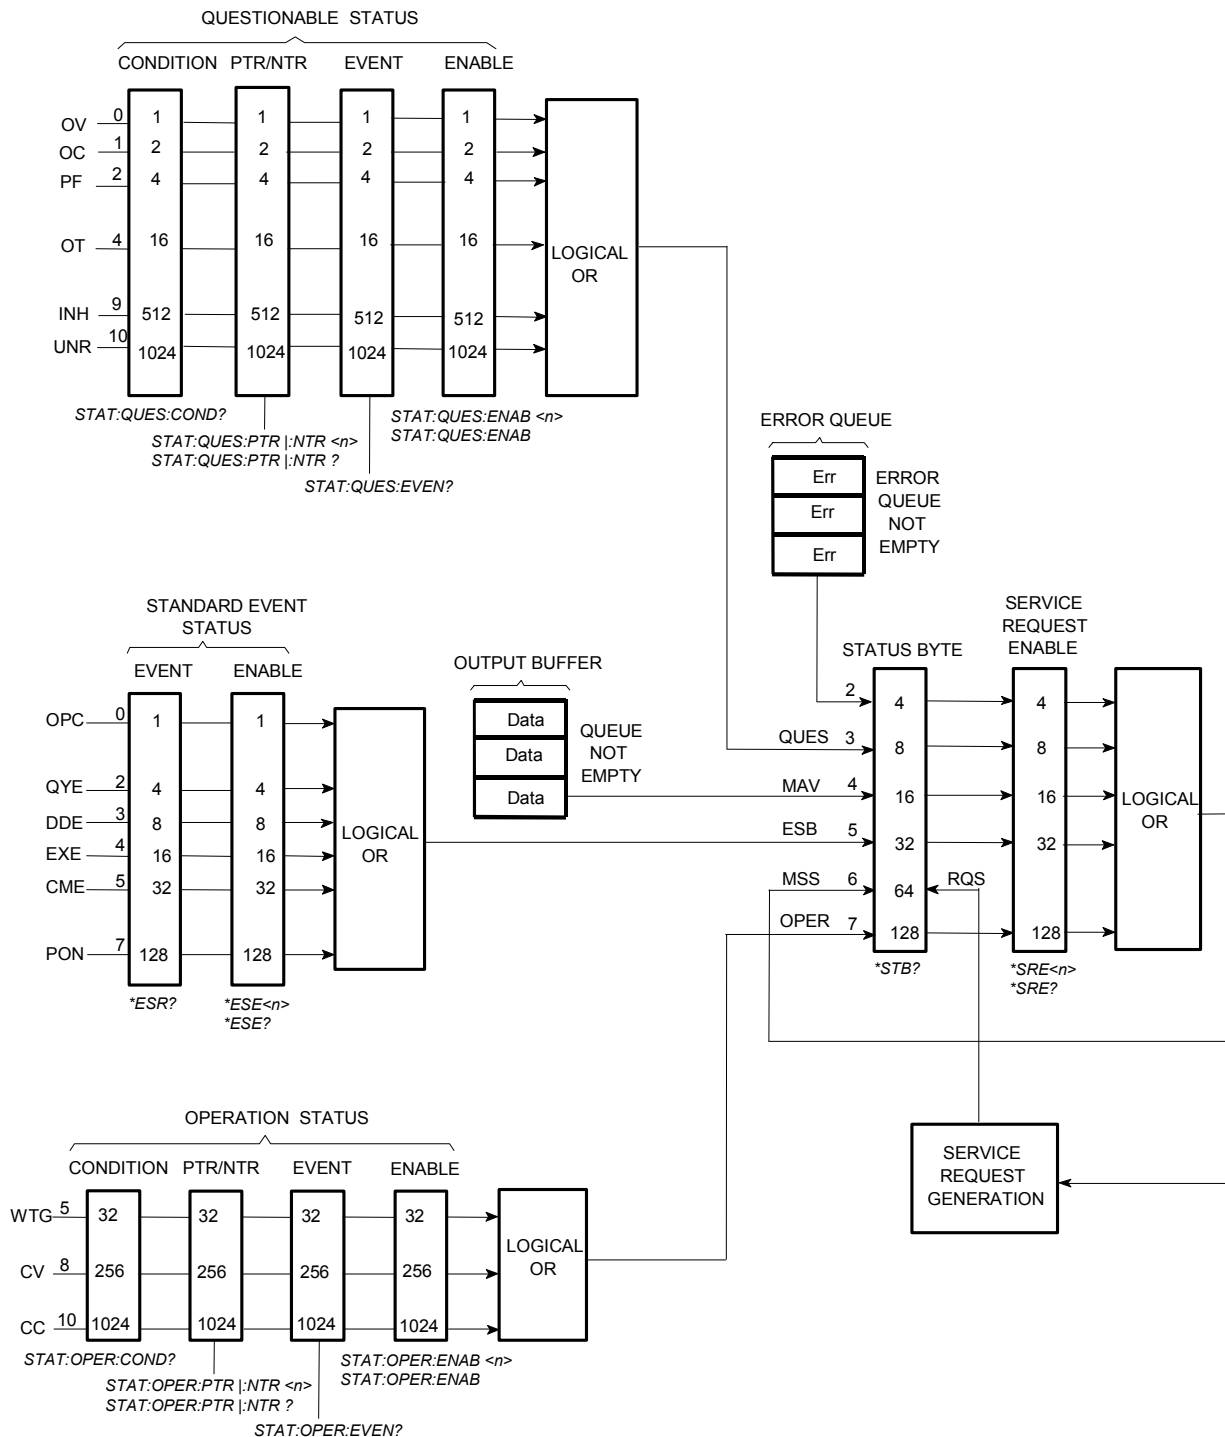 QUESTIONABLE STATUS
CONDITION PTR/NTR EVENT ENABLE
OV 0 1 1 1 1
OC 1 2 2 2 2
PF 2 4 4 4 4
OT 4 16 16 16 16
LOGICAL
OR
INH 9 512 512 512 512
UNR 10 1024 1024 1024 1024
STAT:QUES:COND?
STAT:QUES:PTR |:NTR <n>
STAT:QUES:PTR |:NTR ?
STAT:QUES:EVEN?
STAT:QUES:ENAB <n>
STAT:QUES:ENAB
ERROR QUEUE
Err
Err
Err
ERROR
QUEUE
NOT
EMPTY
STANDARD EVENT
STATUS
EVENT ENABLE
OPC 0 1 1
QYE 2 4 4
DDE 3 8 8
EXE 4 16 16
CME 5 32 32
PON 7 128 128
LOGICAL
OR
*ESR?
*ESE<n>
*ESE?
OUTPUT BUFFER
Data
Data
Data
QUEUE
NOT
EMPTY
STATUS BYTE
SERVICE
REQUEST
ENABLE
2 4 4
QUES 3 8 8
MAV 4 16 16
ESB 5 32 32
MSS 6 64 RQS
OPER 7 128 128
LOGICAL
OR
*STB?
*SRE<n>
*SRE?
SERVICE
REQUEST
GENERATION
OPERATION STATUS
CONDITION PTR/NTR EVENT ENABLE
WTG 5 32 32 32 32
CV 8 256 256 256 256
CC 10 1024 1024 1024 1024
LOGICAL
OR
STAT:OPER:COND?
STAT:OPER:PTR |:NTR <n>
STAT:OPER:PTR |:NTR ?
STAT:OPER:EVEN?
STAT:OPER:ENAB <n>
STAT:OPER:ENAB